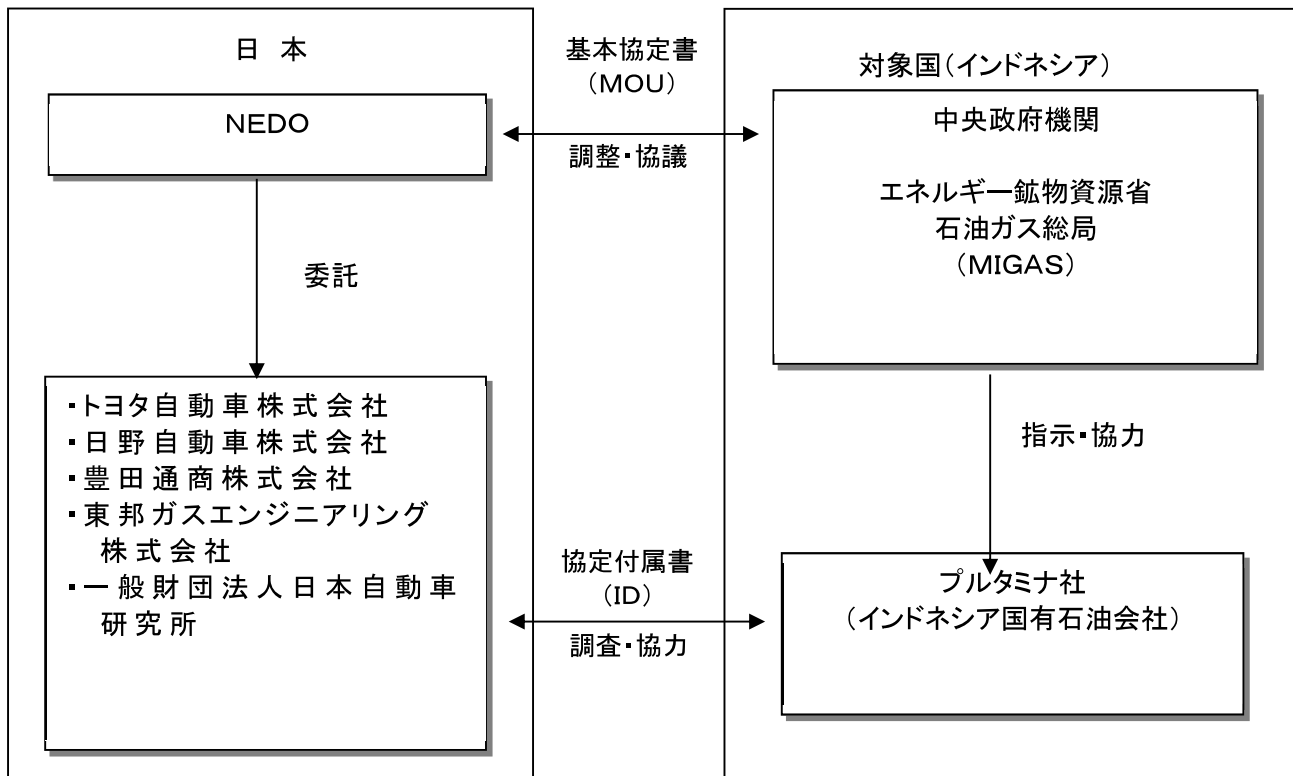 日 本
NEDO
委託
・トヨタ自動車株式会社
・日野自動車株式会社
・豊田通商株式会社
・東邦ガスエンジニアリング
株式会社
・一般財団法人日本自動車
研究所
基本協定書
(MOU)
調整・協議
協定付属書
(ID)
調査・協力
対象国(インドネシア)
中央政府機関
エネルギー鉱物資源省
石油ガス総局
(MIGAS)
指示・協力
プルタミナ社
(インドネシア国有石油会社)